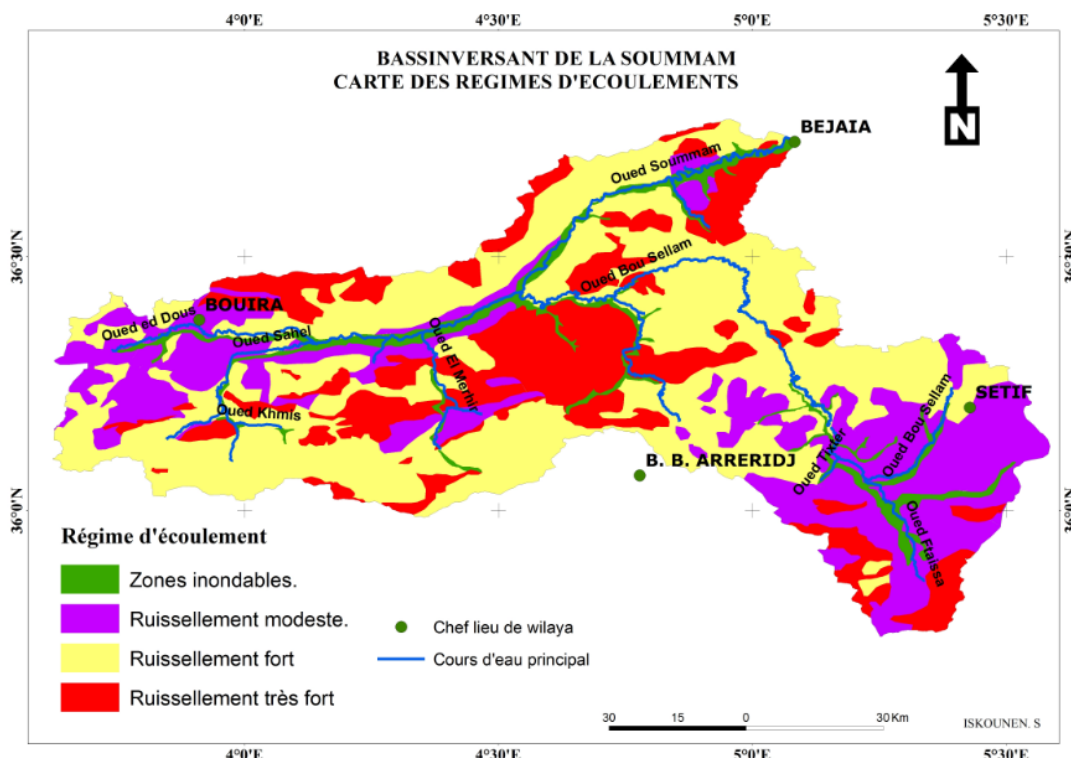 4°0'E
4°30'E
5°0'E
5°30'E
BASSINVERSANT DE LA SOUMMAM
CARTE DES REGIMES D'ECOULEMENTS
N
BEJAIA
Oued Soummam
36°30'N
36°30'N
Oued Bou Sellam
BOUIRA
Oued ed Dous
Oued Sahel
Oued El Merhir
SETIF
Oued Khmis
Oued Bou Sellam
B. B. ARRERIDJ
Oued Tixter
36°0'N
36°0'N
Oued Ftaissa
Régime d'écoulement
Zones inondables.
Ruissellement modeste.
Ruissellement fort
Ruissellement très fort
Chef lieu de wilaya
Cours d'eau principal
30
15
0
30 Km
ISKOUNEN. S
4°0'E
4°30'E
5°0'E
5°30'E